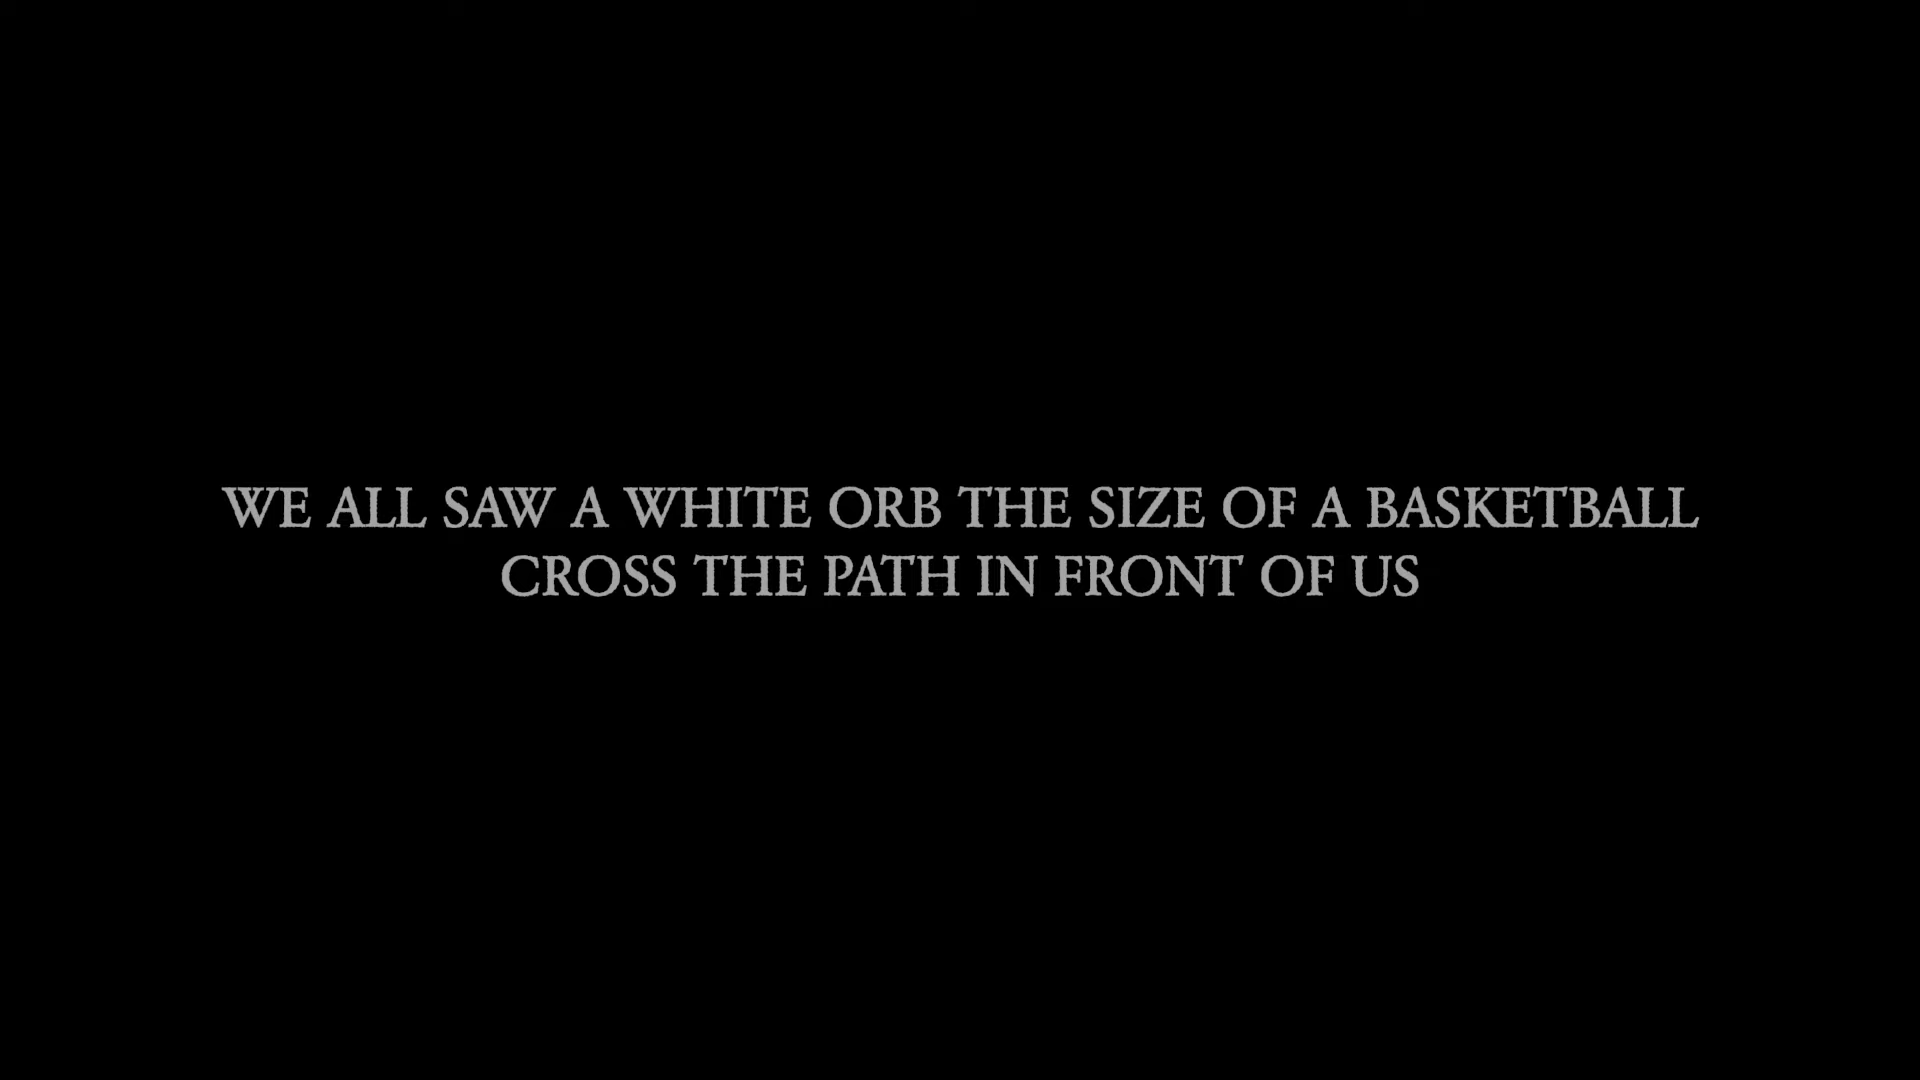 WE ALL SAW A WHITE ORB THE SIZE OF A BASKETBALL
CROSS THE PATH IN FRONT OF US